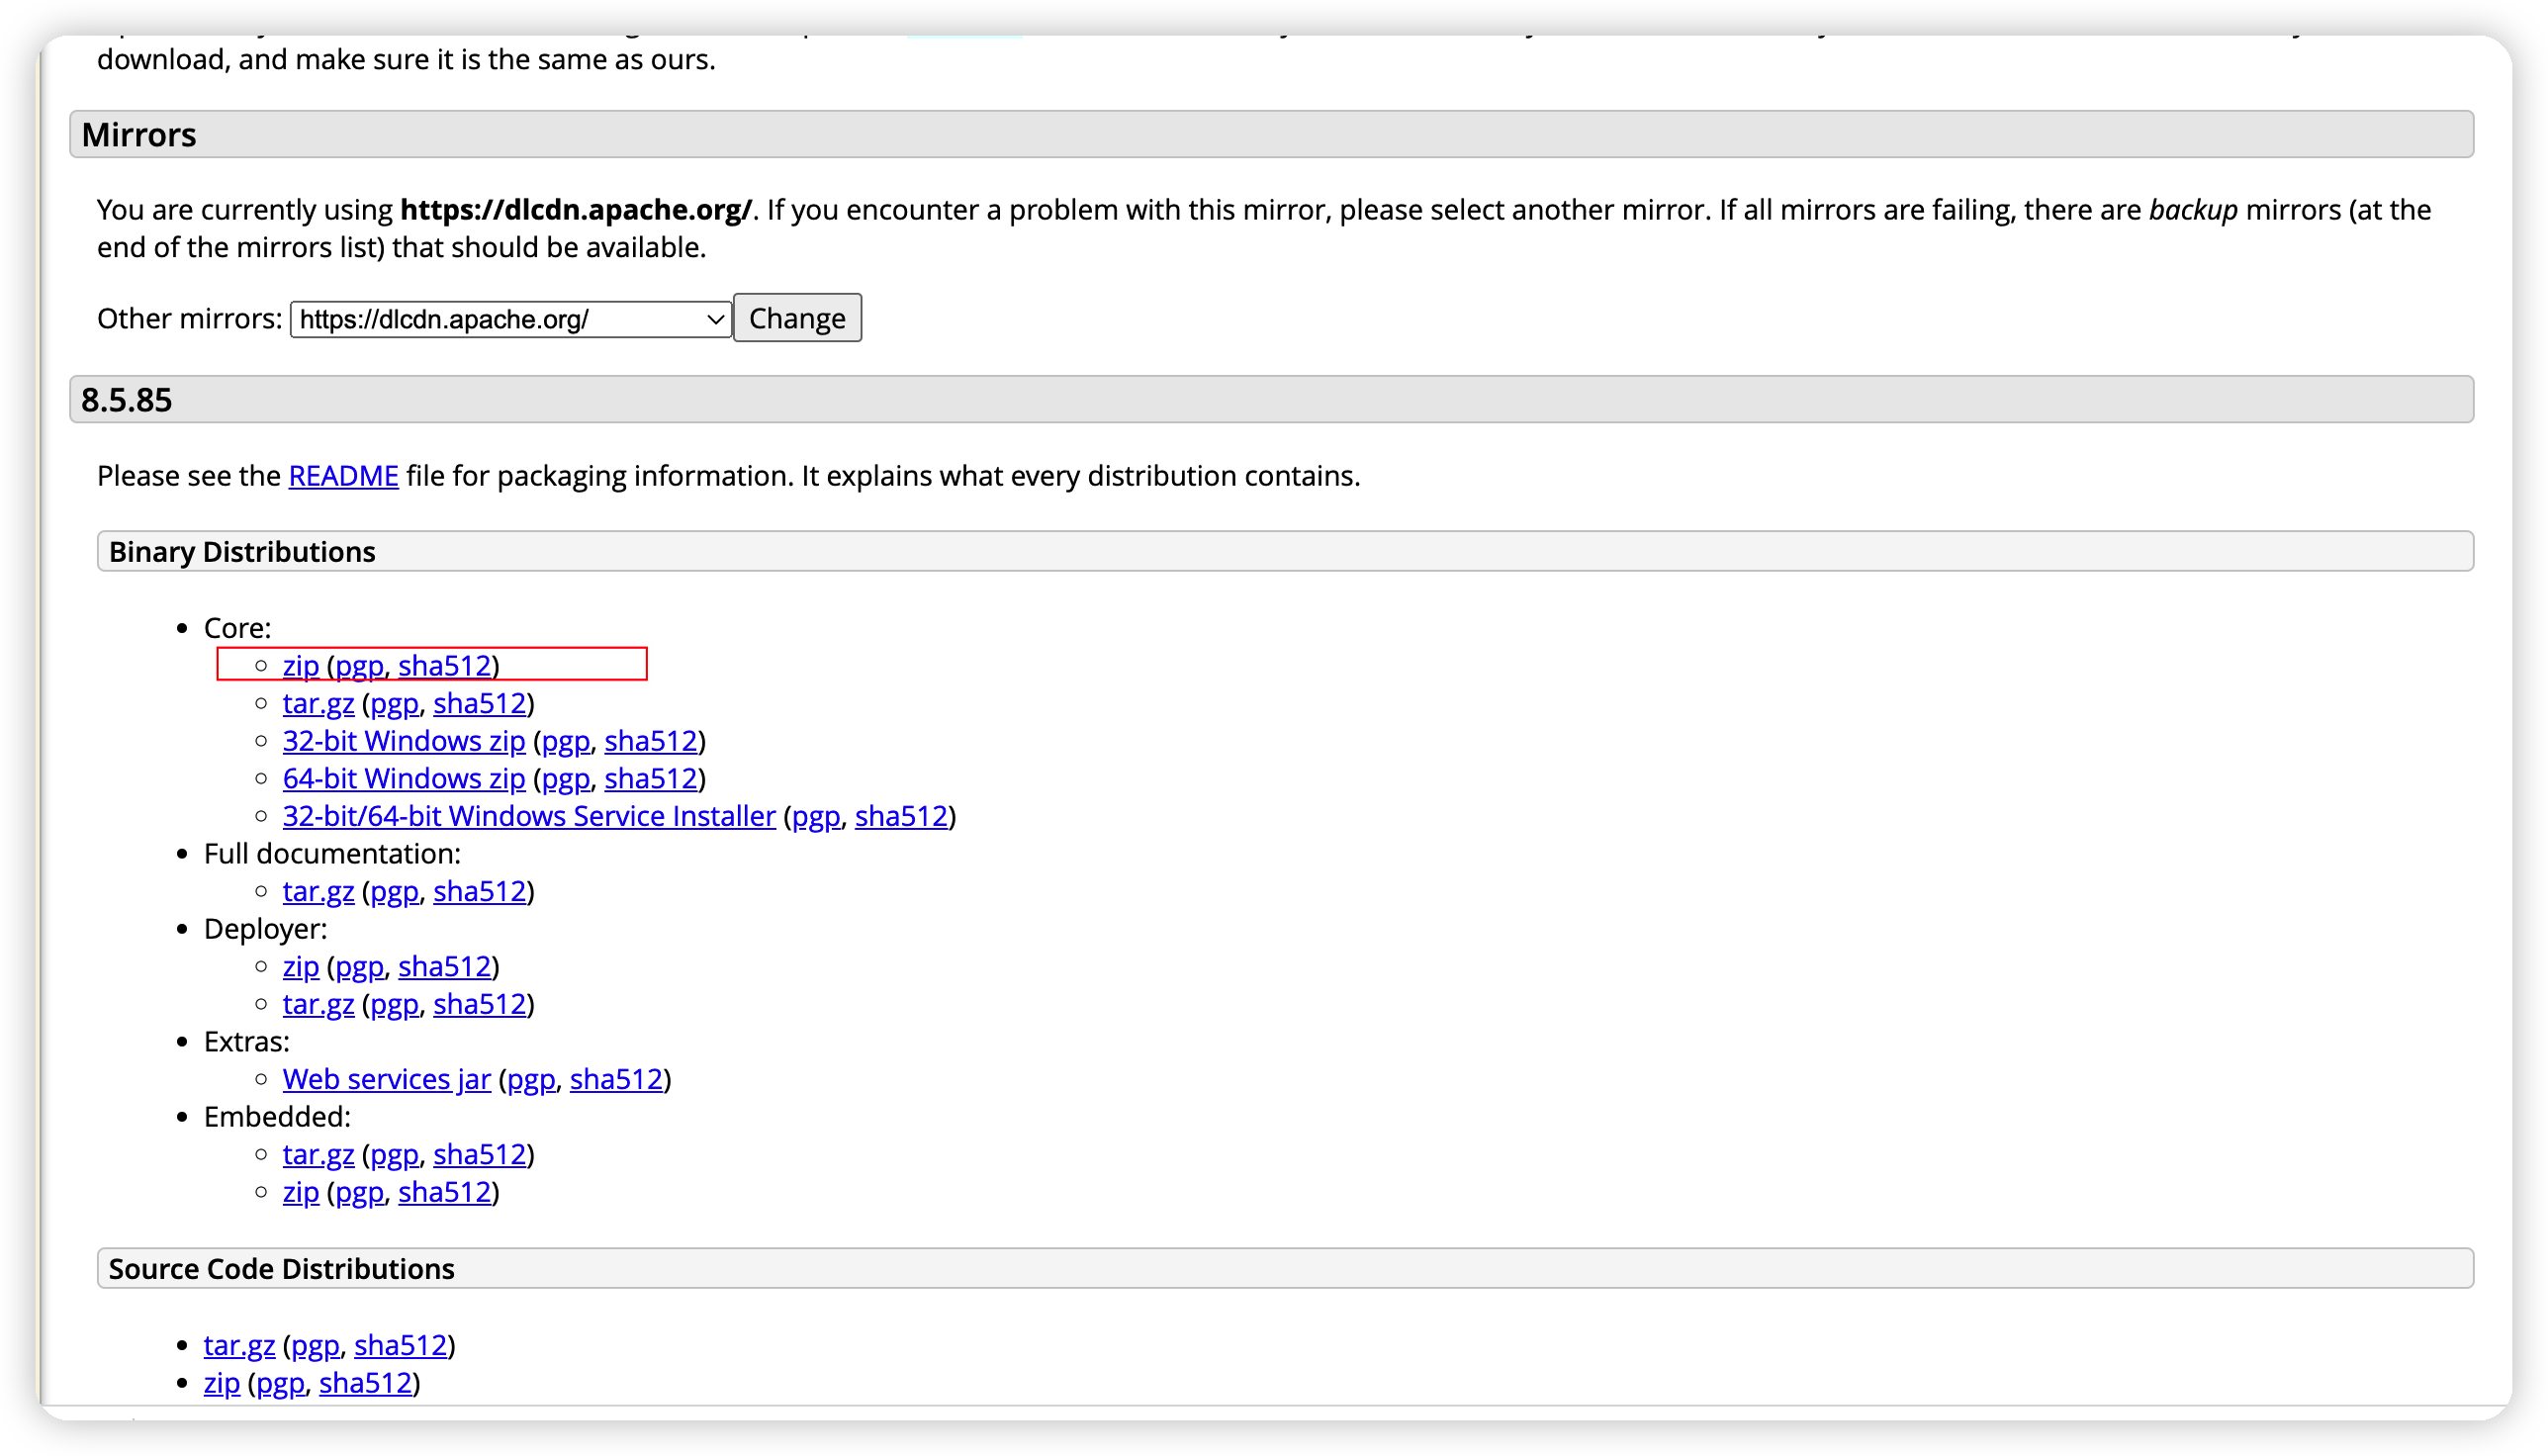 download, and make sure it is the same as ours.
Mirrors
You are currently using https://dlcdn.apache.org/. If you encounter a problem with this mirror, please select another mirror. If all mirrors are failing, there are backup mirrors (at the
end of the mirrors list) that should be available.
Other mirrors: https://dlcdn.apache.org/ Change
8.5.85
Please see the README file for packaging information. It explains what every distribution contains.
Binary Distributions
Core:
zip (pgp, sha512)
tar.gz (pgp, sha512)
32-bit Windows zip (pgp, sha512)
64-bit Windows zip (pgp, sha512)
32-bit/64-bit Windows Service Installer (pgp, sha512)
Full documentation:
tar.gz (pgp, sha512)
Deployer:
zip (pgp, sha512)
tar.gz (pgp, sha512)
Extras:
Web services jar (pgp, sha512)
Embedded:
tar.gz (pgp, sha512)
zip (pgp, sha512)
Source Code Distributions
tar.gz (pgp, sha512)
zip (pgp, sha512)